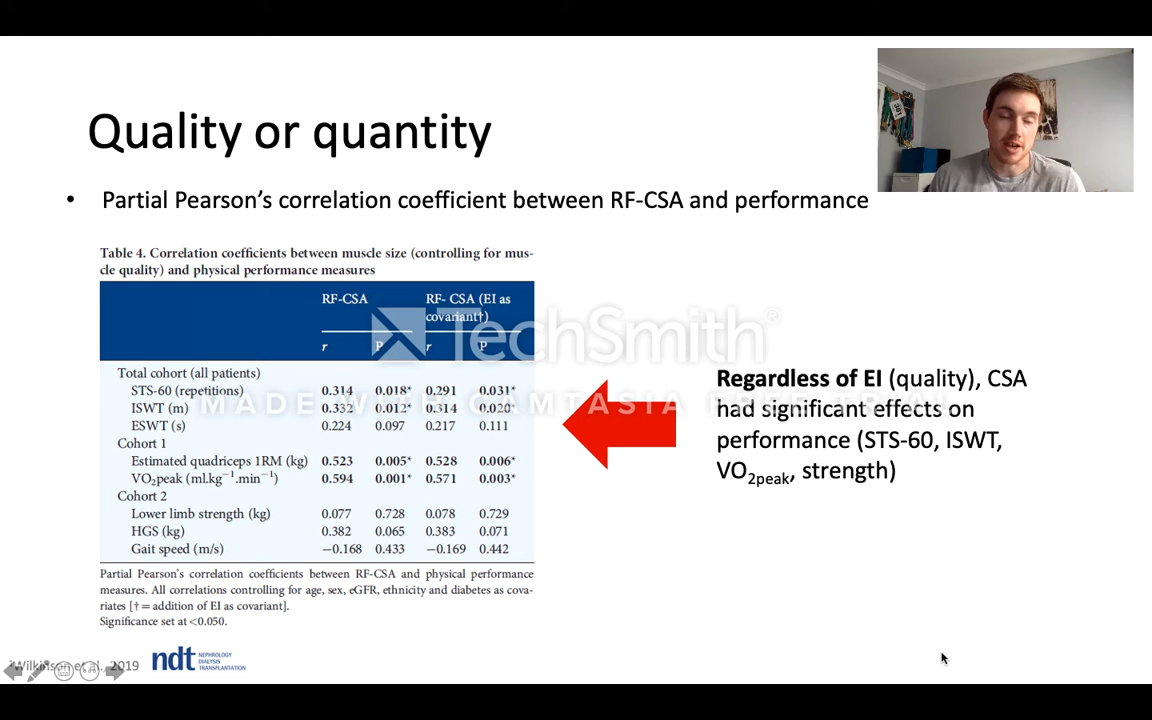 Quality or quantity
• Partial Pearson's correlation coefficient between RF-CSA and performance
Table 4. Correlation coefficients between muscle size (controlling for mus-
cle quality) and physical performance measures
RF-CSA RF- CSA (EI as
covariant†)
r P r P
Total cohort (all patients)
STS-60 (repetitions) 0.314 0.018* 0.291 0.031*
ISWT (m) 0.332 0.012* 0.314 0.020*
ESWT (s) 0.224 0.097 0.217 0.111
Cohort 1
Estimated quadriceps 1RM (kg) 0.523 0.005* 0.528 0.006*
VO2peak (ml.kg−1.min−1) 0.594 0.001* 0.571 0.003*
Cohort 2
Lower limb strength (kg) 0.077 0.728 0.078 0.729
HGS (kg) 0.382 0.065 0.383 0.071
Gait speed (m/s) −0.168 0.433 −0.169 0.442
Partial Pearson's correlation coefficients between RF-CSA and physical performance
measures. All correlations controlling for age, sex, eGFR, ethnicity and diabetes as cova-
riates [†= addition of EI as covariant].
Significance set at <0.050.
Regardless of EI (quality), CSA
had significant effects on
performance (STS-60, ISWT,
VO2peak, strength)
TechSmith®
MADE WITH CAMTASIA FREE TRIAL
Wilkinson et al., 2019
ndt NEPHROLOGY
DIALYSIS
TRANSPLANTATION